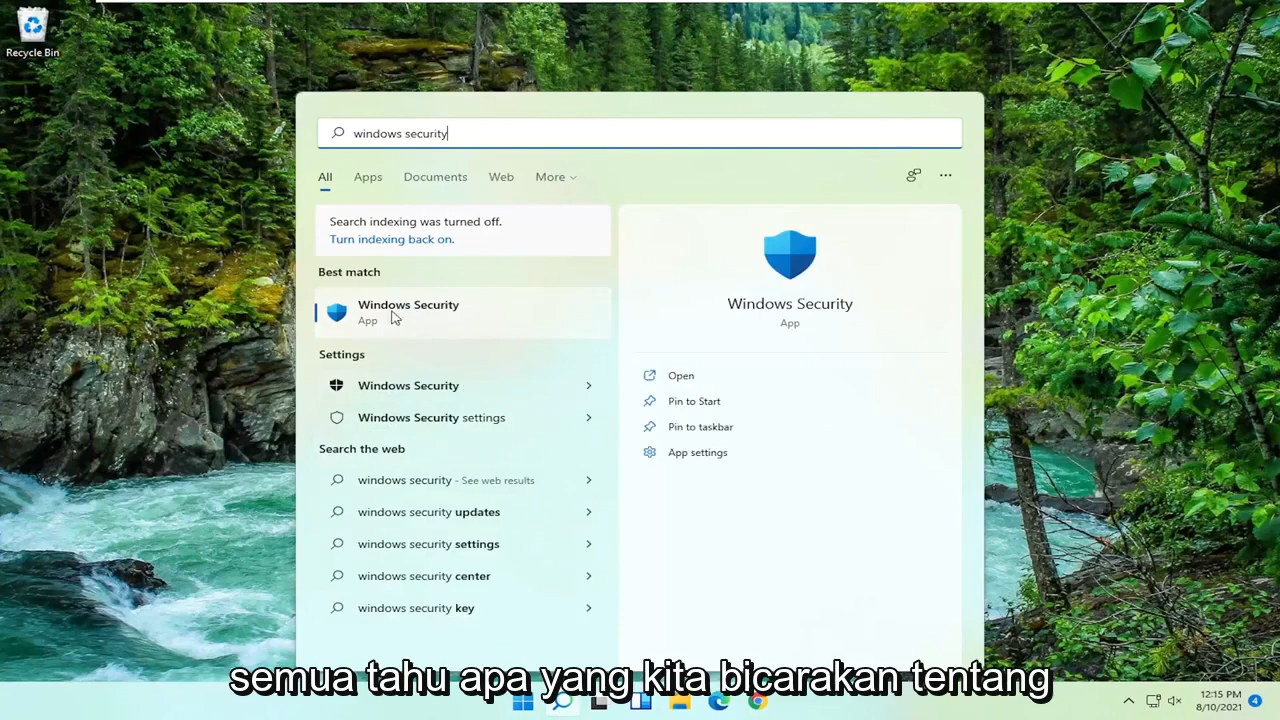 Recycle Bin
windows security
All Apps Documents Web More
Search indexing was turned off.
Turn indexing back on.
Best match
Windows Security
App
Settings
Windows Security
Windows Security settings
Search the web
windows security - See web results
windows security updates
windows security settings
windows security center
windows security key
Windows Security
App
Open
Pin to Start
Pin to taskbar
App settings
semua tahu apa yang kita bicarakan tentang
12:15 PM
8/10/2021
4